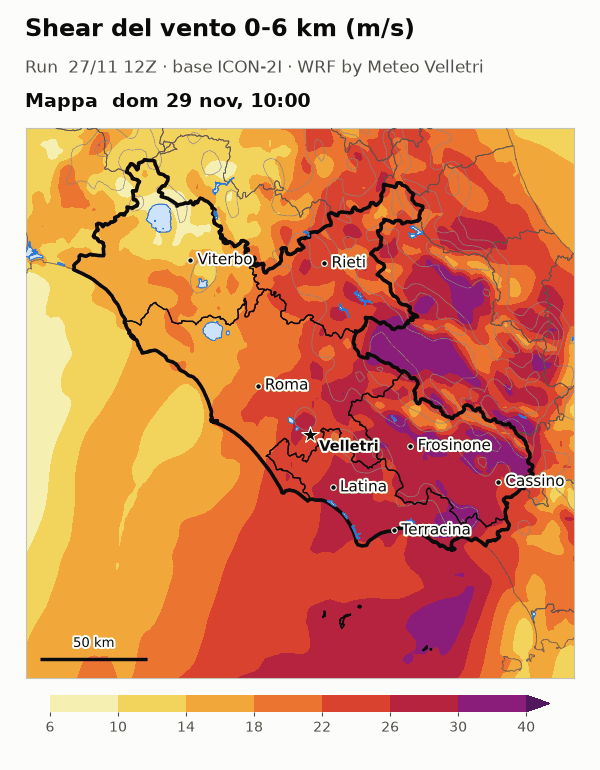 Shear del vento 0-6 km (m/s)
Run  27/11 12Z · base ICON-2I · WRF by Meteo Velletri
Mappa  dom 29 nov, 10:00
Viterbo
Rieti
Roma
Velletri
Frosinone
Cassino
Latina
Terracina
50 km
6 10 14 18 22 26 30 40